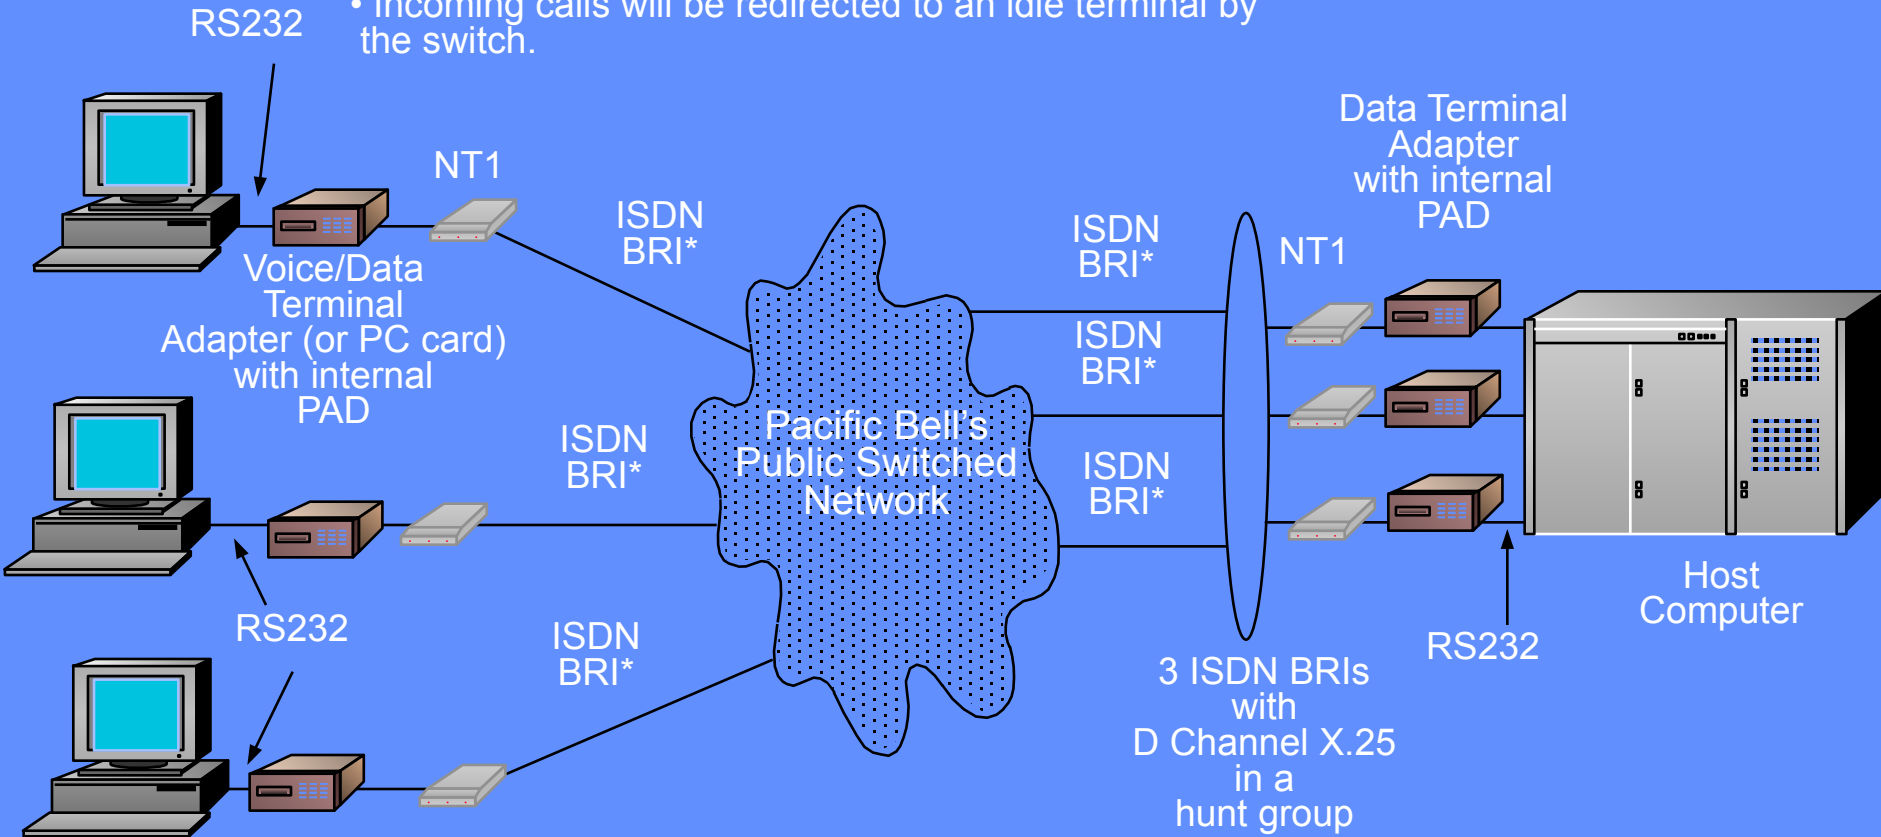 • Incoming calls will be redirected to an idle terminal by
the switch.
RS232
NT1
ISDN
BRI*
Voice/Data
Terminal
Adapter (or PC card)
with internal
PAD
ISDN
BRI*
RS232
ISDN
BRI*
Pacific Bell's
Public Switched
Network
ISDN
BRI*
ISDN
BRI*
ISDN
BRI*
NT1
Data Terminal
Adapter
with internal
PAD
Host
Computer
RS232
3 ISDN BRIs
with
D Channel X.25
in a
hunt group